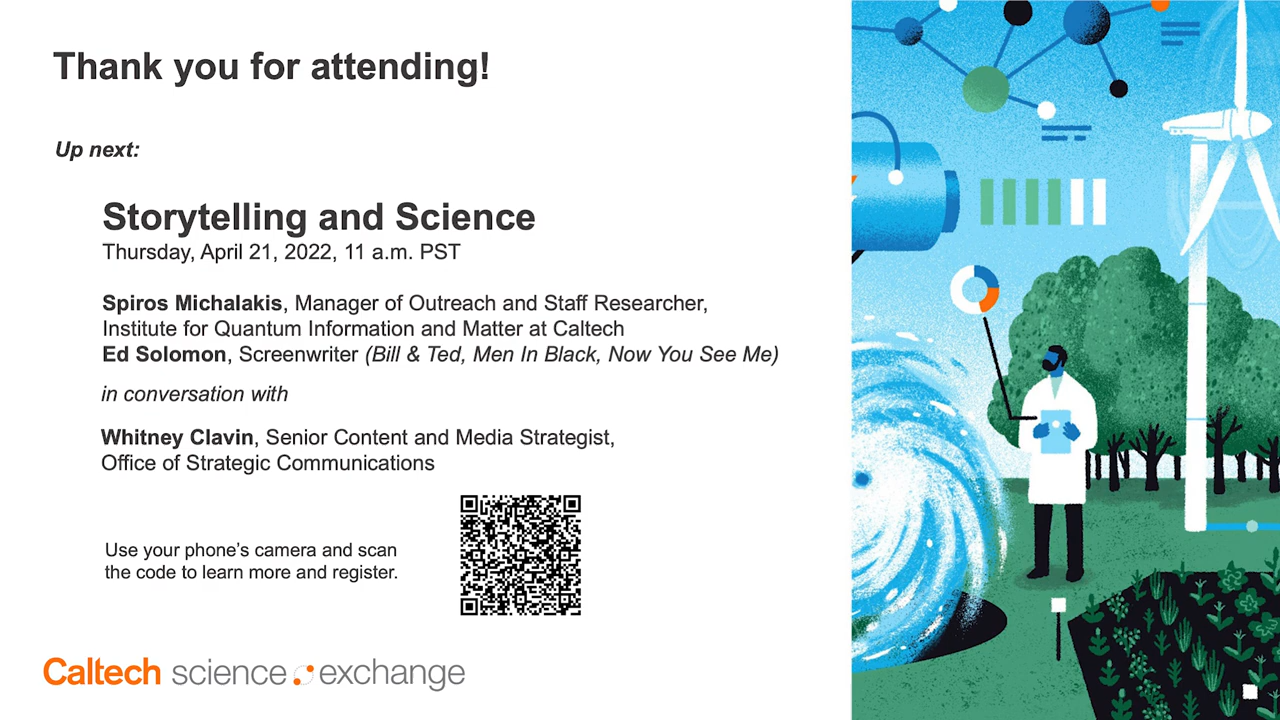 Thank you for attending!
Up next:
Storytelling and Science
Thursday, April 21, 2022, 11 a.m. PST
Spiros Michalakis, Manager of Outreach and Staff Researcher,
Institute for Quantum Information and Matter at Caltech
Ed Solomon, Screenwriter (Bill & Ted, Men In Black, Now You See Me)
in conversation with
Whitney Clavin, Senior Content and Media Strategist,
Office of Strategic Communications
Use your phone’s camera and scan
the code to learn more and register.
Caltech science exchange